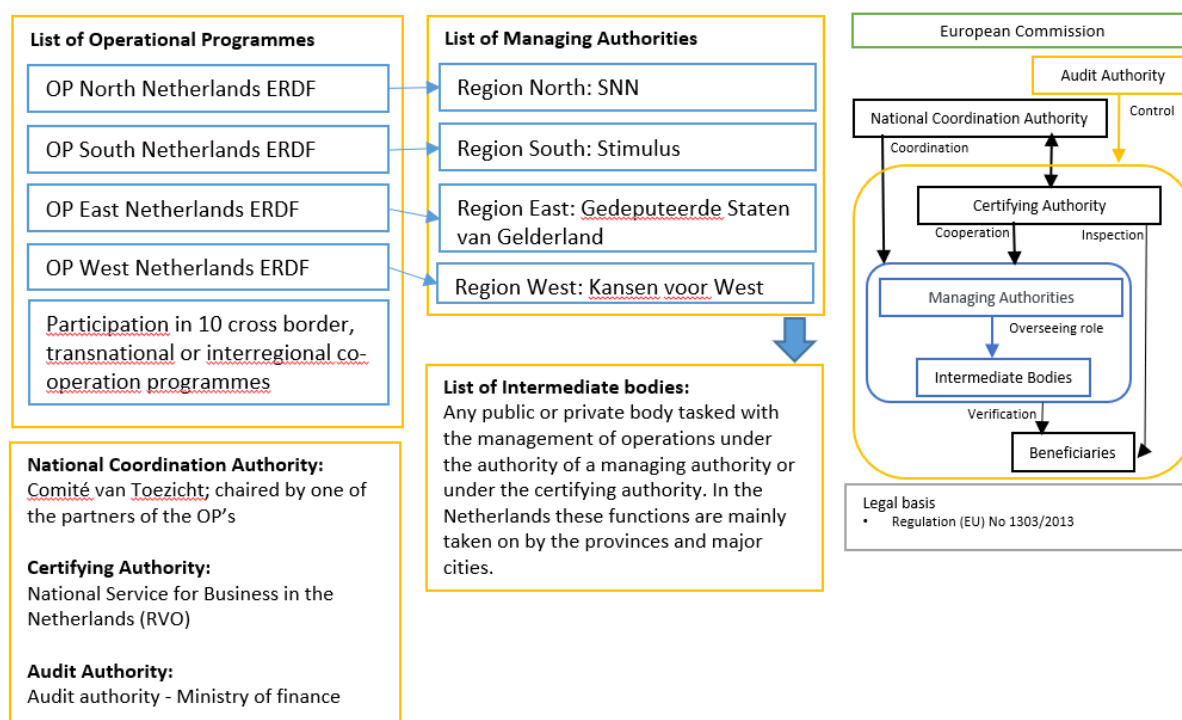 List of Operational Programmes
OP North Netherlands ERDF
OP South Netherlands ERDF
OP East Netherlands ERDF
OP West Netherlands ERDF
Participation in 10 cross border,
transnational or interregional co-
operation programmes
List of Managing Authorities
Region North: SNN
Region South: Stimulus
Region East: Gedeputeerde Staten
van Gelderland
Region West: Kansen voor West
List of Intermediate bodies:
Any public or private body tasked with
the management of operations under
the authority of a managing authority or
under the certifying authority. In the
Netherlands these functions are mainly
taken on by the provinces and major
cities.
National Coordination Authority:
Comité van Toezicht; chaired by one of
the partners of the OP's
Certifying Authority:
National Service for Business in the
Netherlands (RVO)
Audit Authority:
Audit authority - Ministry of finance
European Commission
Audit Authority
Control
National Coordination Authority
Coordination
Certifying Authority
Cooperation
Inspection
Managing Authorities
Overseeing role
Intermediate Bodies
Verification
Beneficiaries
Legal basis
• Regulation (EU) No 1303/2013